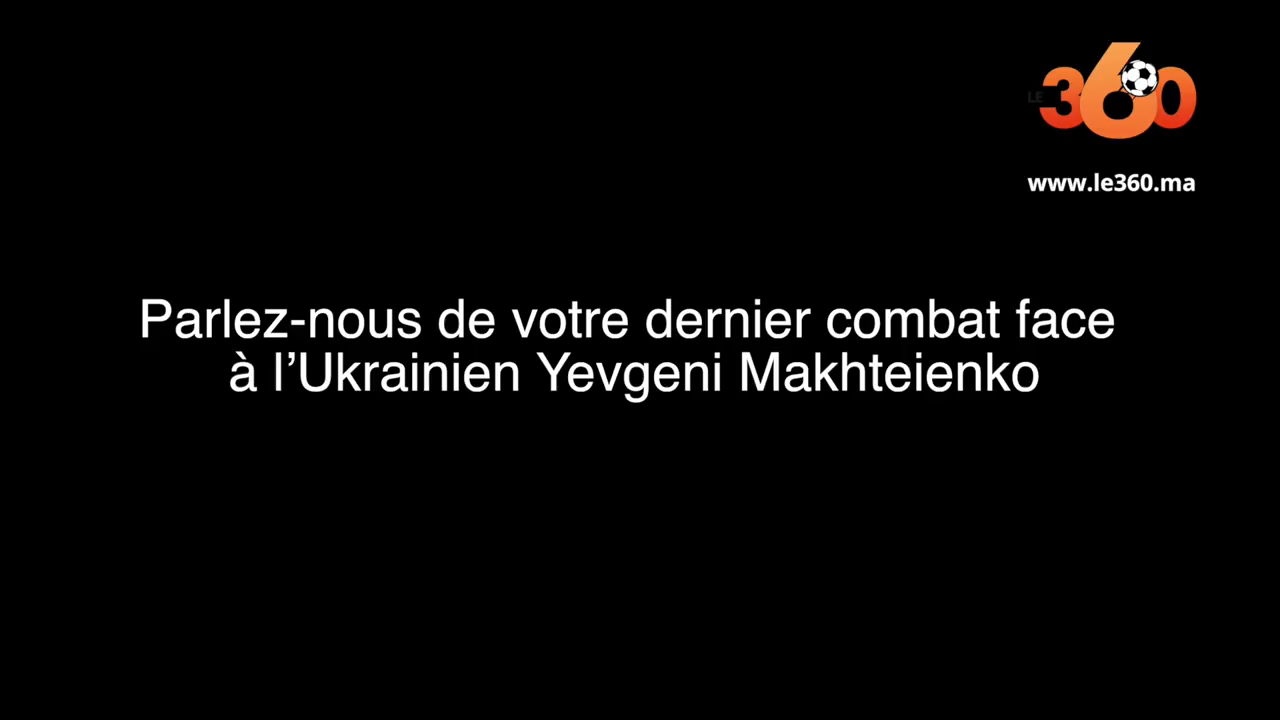 LE 360
www.le360.ma
Parlez-nous de votre dernier combat face
à l’Ukrainien Yevgeni Makhteienko